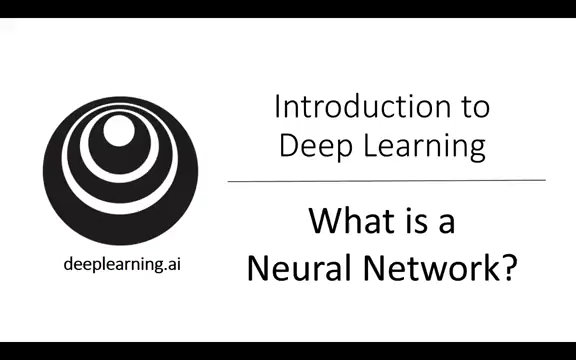 Introduction to
Deep Learning
What is a
Neural Network?
deeplearning.ai